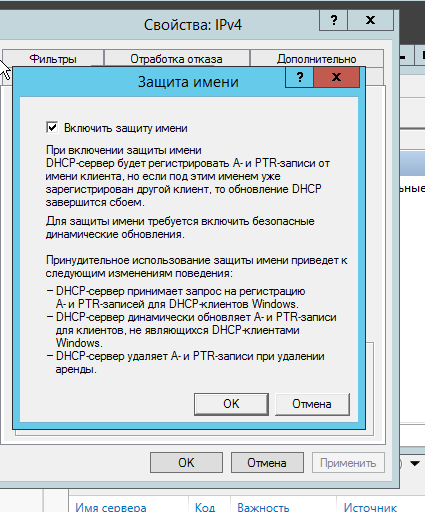 Свойства: IPv4
? x
Фильтры Отработка отказа Дополнительно
Защита имени
? x
Включить защиту имени
При включении защиты имени
DHCP-сервер будет регистрировать A- и PTR-записи от
имени клиента, но если под этим именем уже
зарегистрирован другой клиент, то обновление DHCP
завершится сбоем.
Для защиты имени требуется включить безопасные
динамические обновления.
Принудительное использование защиты имени приведет к
следующим изменениям поведения:
– DHCP-сервер принимает запрос на регистрацию
A- и PTR-записей для DHCP-клиентов Windows.
– DHCP-сервер динамически обновляет A- и PTR-записи
для клиентов, не являющихся DHCP-клиентами
Windows.
– DHCP-сервер удаляет A- и PTR-записи при удалении
аренды.
OK Отмена
OK Отмена Применить
Имя сервера Код Важность Источник